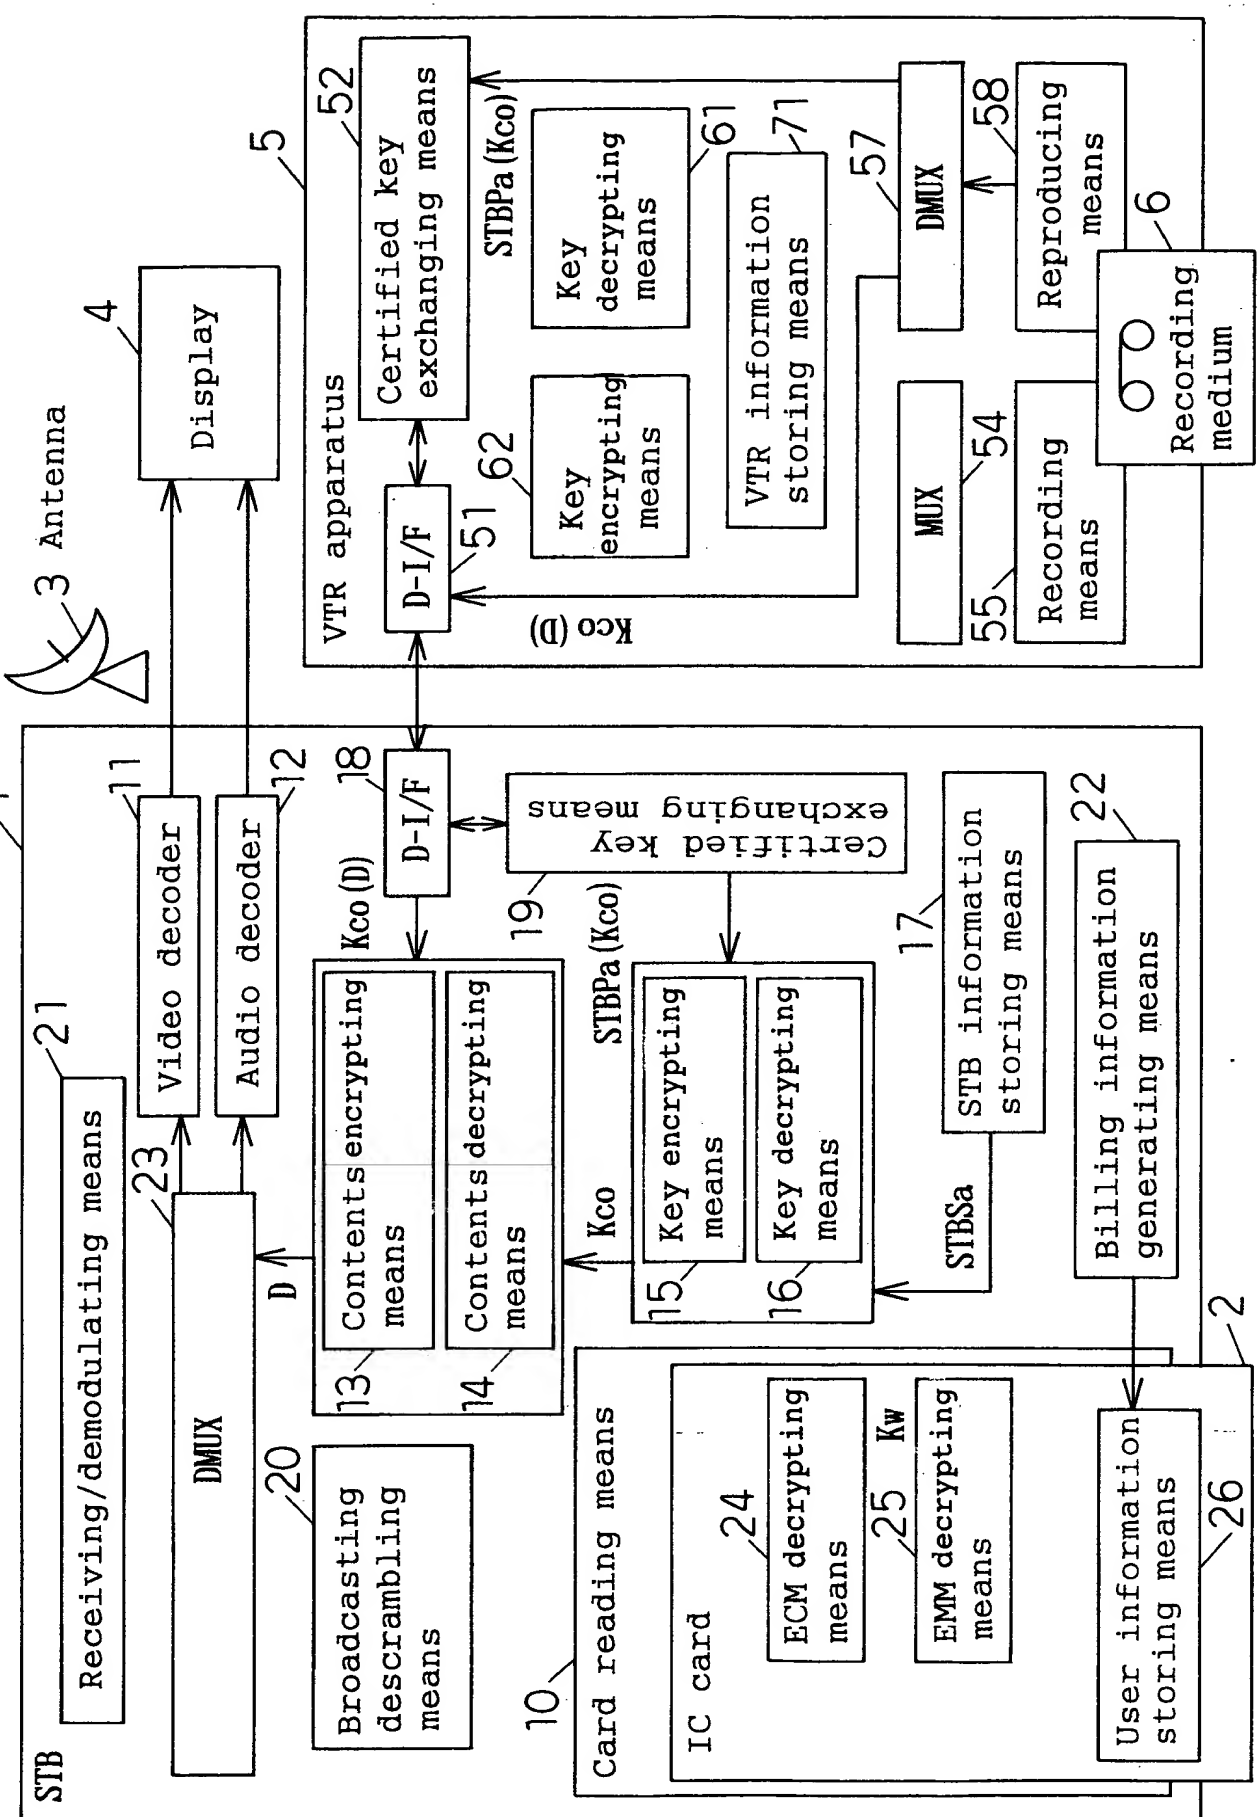 STB
1
Receiving/demodulating means
21
DMUX
23
Video decoder
11
Audio decoder
12
3
Antenna
4
Display
Broadcasting
descrambling
means
20
D
Contents encrypting
means
13
Contents decrypting
means
14
Kco (D)
D-I/F
18
Certified key
exchanging means
19
STBPa (Kco)
Kco
Key encrypting
means
15
Key decrypting
means
16
STB information
storing means
17
STBSa
Billing information
generating means
22
Card reading means
10
IC card
2
ECM decrypting
means
24
Kw
EMM decrypting
means
25
User information
storing means
26
VTR apparatus
5
D-I/F
51
Certified key
exchanging means
52
STBPa (Kco)
Kco (D)
Key
encrypting
means
62
Key
decrypting
means
61
VTR information
storing means
71
MUX
54
DMUX
57
Recording
means
55
Reproducing
means
58
Recording
medium
6